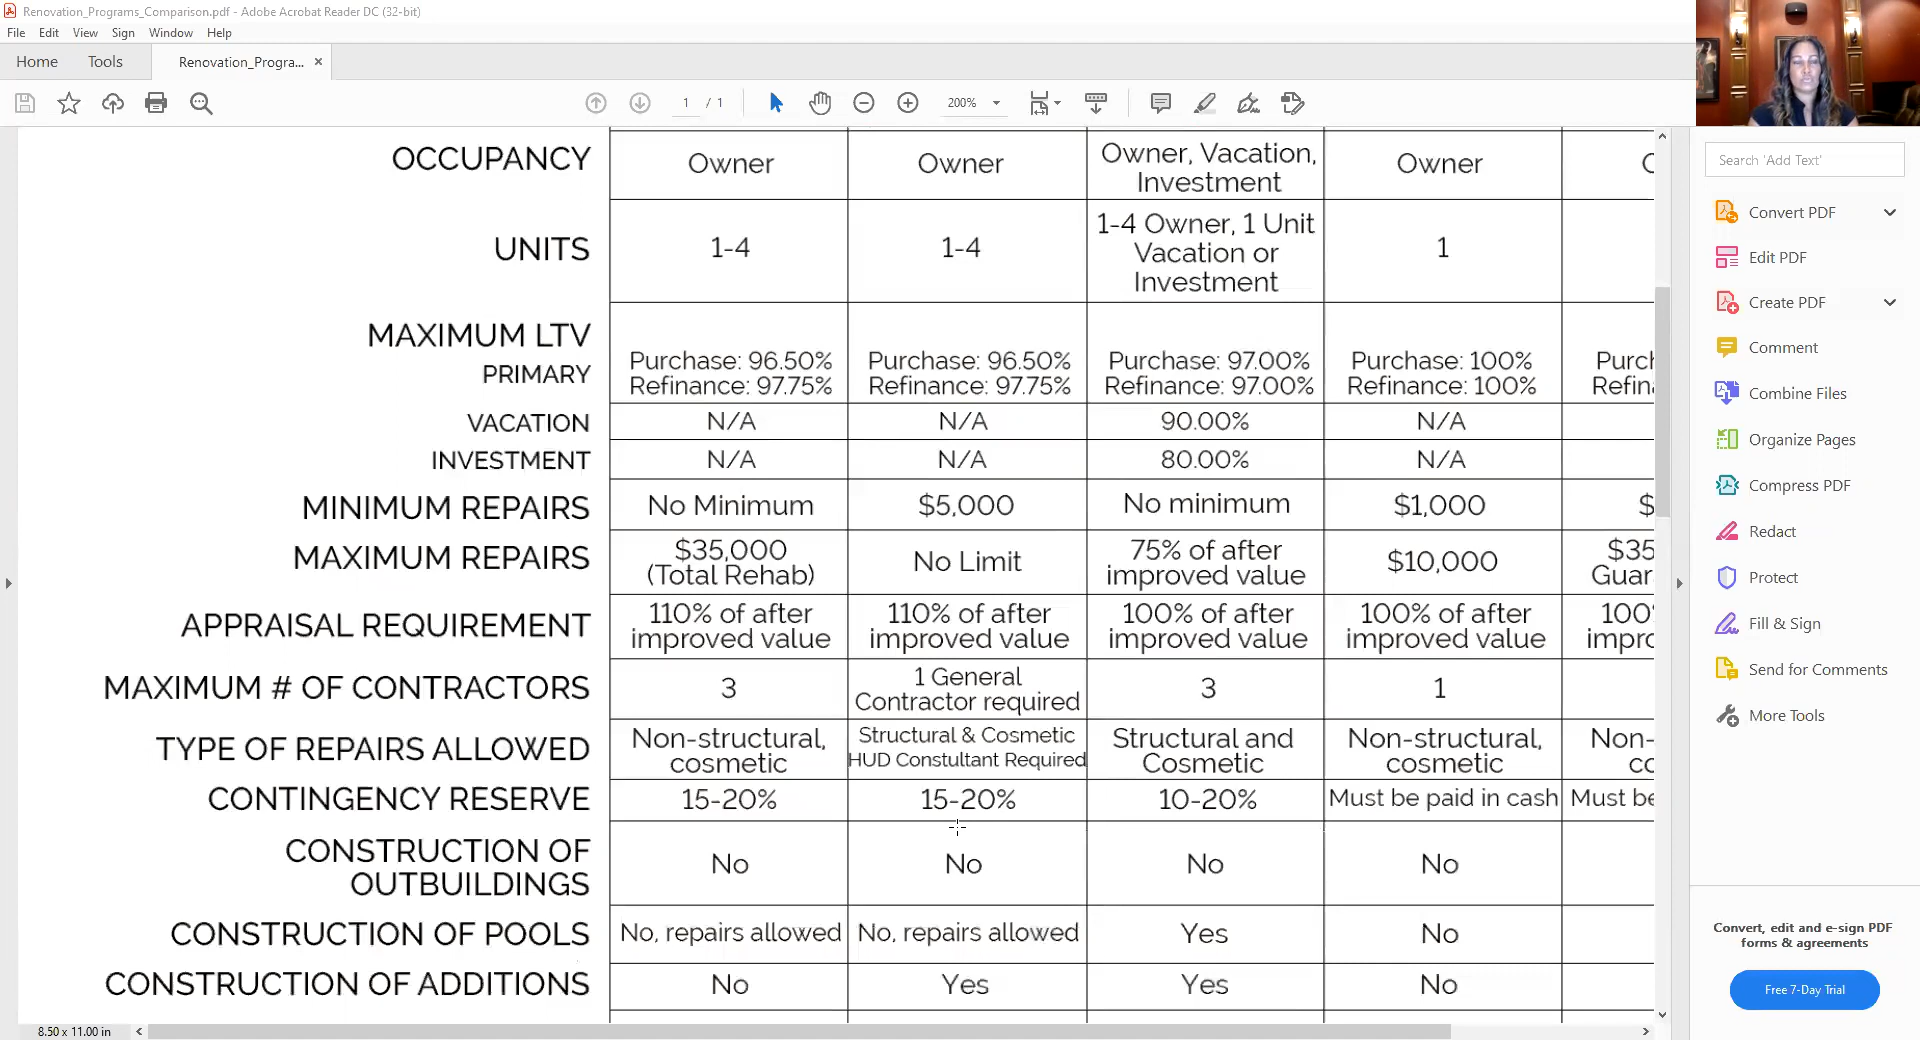 Renovation_Programs_Comparison.pdf - Adobe Acrobat Reader DC (32-bit)
File Edit View Sign Window Help
Home Tools Renovation_Progra... ×
1 / 1 200%
Search 'Add Text'
OCCUPANCY Owner Owner Owner, Vacation, Investment Owner
UNITS 1-4 1-4 1-4 Owner, 1 Unit Vacation or Investment 1
MAXIMUM LTV
PRIMARY Purchase: 96.50% Refinance: 97.75% Purchase: 96.50% Refinance: 97.75% Purchase: 97.00% Refinance: 97.00% Purchase: 100% Refinance: 100% Purch Refin
VACATION N/A N/A 90.00% N/A
INVESTMENT N/A N/A 80.00% N/A
MINIMUM REPAIRS No Minimum $5,000 No minimum $1,000 $
MAXIMUM REPAIRS $35,000 (Total Rehab) No Limit 75% of after improved value $10,000 $35 Guar
APPRAISAL REQUIREMENT 110% of after improved value 110% of after improved value 100% of after improved value 100% of after improved value 100% impro
MAXIMUM # OF CONTRACTORS 3 1 General Contractor required 3 1
TYPE OF REPAIRS ALLOWED Non-structural, cosmetic Structural & Cosmetic HUD Constultant Required Structural and Cosmetic Non-structural, cosmetic Non- co
CONTINGENCY RESERVE 15-20% 15-20% 10-20% Must be paid in cash Must be
CONSTRUCTION OF OUTBUILDINGS No No No No
CONSTRUCTION OF POOLS No, repairs allowed No, repairs allowed Yes No
CONSTRUCTION OF ADDITIONS No Yes Yes No
8.50 x 11.00 in
Convert PDF
Edit PDF
Create PDF
Comment
Combine Files
Organize Pages
Compress PDF
Redact
Protect
Fill & Sign
Send for Comments
More Tools
Convert, edit and e-sign PDF
forms & agreements
Free 7-Day Trial